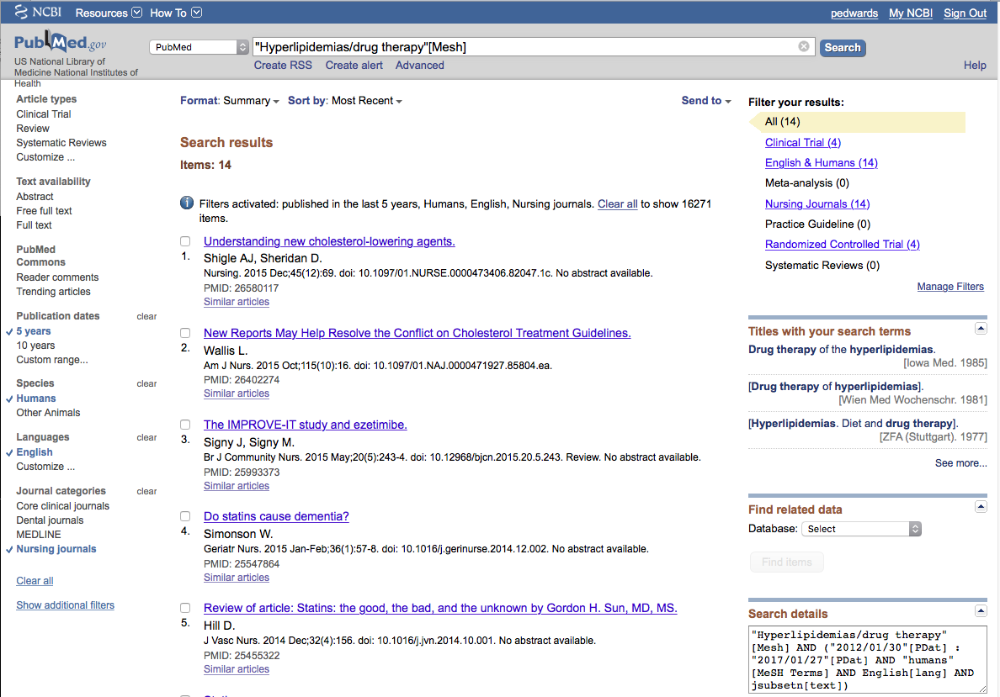 NCBI Resources How To pedwards My NCBI Sign Out
PubMed.gov
US National Library of
Medicine National Institutes of
Health
PubMed "Hyperlipidemias/drug therapy"[Mesh] Search
Create RSS Create alert Advanced Help
Article types
Clinical Trial
Review
Systematic Reviews
Customize ...
Text availability
Abstract
Free full text
Full text
PubMed
Commons
Reader comments
Trending articles
Publication dates clear
5 years
10 years
Custom range...
Species clear
Humans
Other Animals
Languages clear
English
Customize ...
Journal categories clear
Core clinical journals
Dental journals
MEDLINE
Nursing journals
Clear all
Show additional filters
Format: Summary Sort by: Most Recent Send to
Search results
Items: 14
Filters activated: published in the last 5 years, Humans, English, Nursing journals. Clear all to show 16271
items.
Understanding new cholesterol-lowering agents.
1. Shigle AJ, Sheridan D.
Nursing. 2015 Dec;45(12):69. doi: 10.1097/01.NURSE.0000473406.82047.1c. No abstract available.
PMID: 26580117
Similar articles
New Reports May Help Resolve the Conflict on Cholesterol Treatment Guidelines.
2. Wallis L.
Am J Nurs. 2015 Oct;115(10):16. doi: 10.1097/01.NAJ.0000471927.85804.ea.
PMID: 26402274
Similar articles
The IMPROVE-IT study and ezetimibe.
3. Signy J, Signy M.
Br J Community Nurs. 2015 May;20(5):243-4. doi: 10.12968/bjcn.2015.20.5.243. Review. No abstract available.
PMID: 25993373
Similar articles
Do statins cause dementia?
4. Simonson W.
Geriatr Nurs. 2015 Jan-Feb;36(1):57-8. doi: 10.1016/j.gerinurse.2014.12.002. No abstract available.
PMID: 25547864
Similar articles
Review of article: Statins: the good, the bad, and the unknown by Gordon H. Sun, MD, MS.
5. Hill D.
J Vasc Nurs. 2014 Dec;32(4):156. doi: 10.1016/j.jvn.2014.10.001. No abstract available.
PMID: 25455322
Similar articles
Filter your results:
All (14)
Clinical Trial (4)
English & Humans (14)
Meta-analysis (0)
Nursing Journals (14)
Practice Guideline (0)
Randomized Controlled Trial (4)
Systematic Reviews (0)
Manage Filters
Titles with your search terms
Drug therapy of the hyperlipidemias.
[Iowa Med. 1985]
[Drug therapy of hyperlipidemias].
[Wien Med Wochenschr. 1981]
[Hyperlipidemias. Diet and drug therapy].
[ZFA (Stuttgart). 1977]
See more...
Find related data
Database: Select
Find items
Search details
"Hyperlipidemias/drug therapy"
[Mesh] AND ("2012/01/30"[PDat] :
"2017/01/27"[PDat] AND "humans"
[MeSH Terms] AND English[lang] AND
jsubsetn[text])